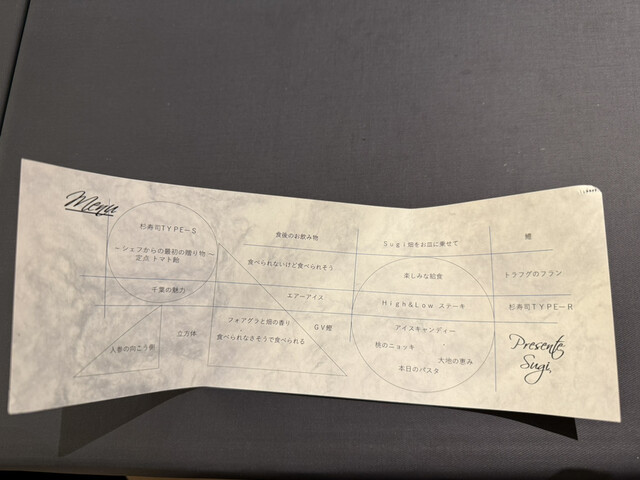 Menu
杉寿司TYPE-S
~シェフからの最初の贈り物~
定点 トマト飴
千葉の魅力
人参の向こう側
立方体
食後のお飲み物
食べられないけど食べられそう
エアーアイス
フォアグラと畑の香り
GV鰹
食べられなさそうで食べられる
Sugi畑をお皿に乗せて
楽しみな給食
High&Low ステーキ
アイスキャンディー
桃のニョッキ
大地の恵み
本日のパスタ
鰹
トラフグのフラン
杉寿司TYPE-R
Presente
Sugi.